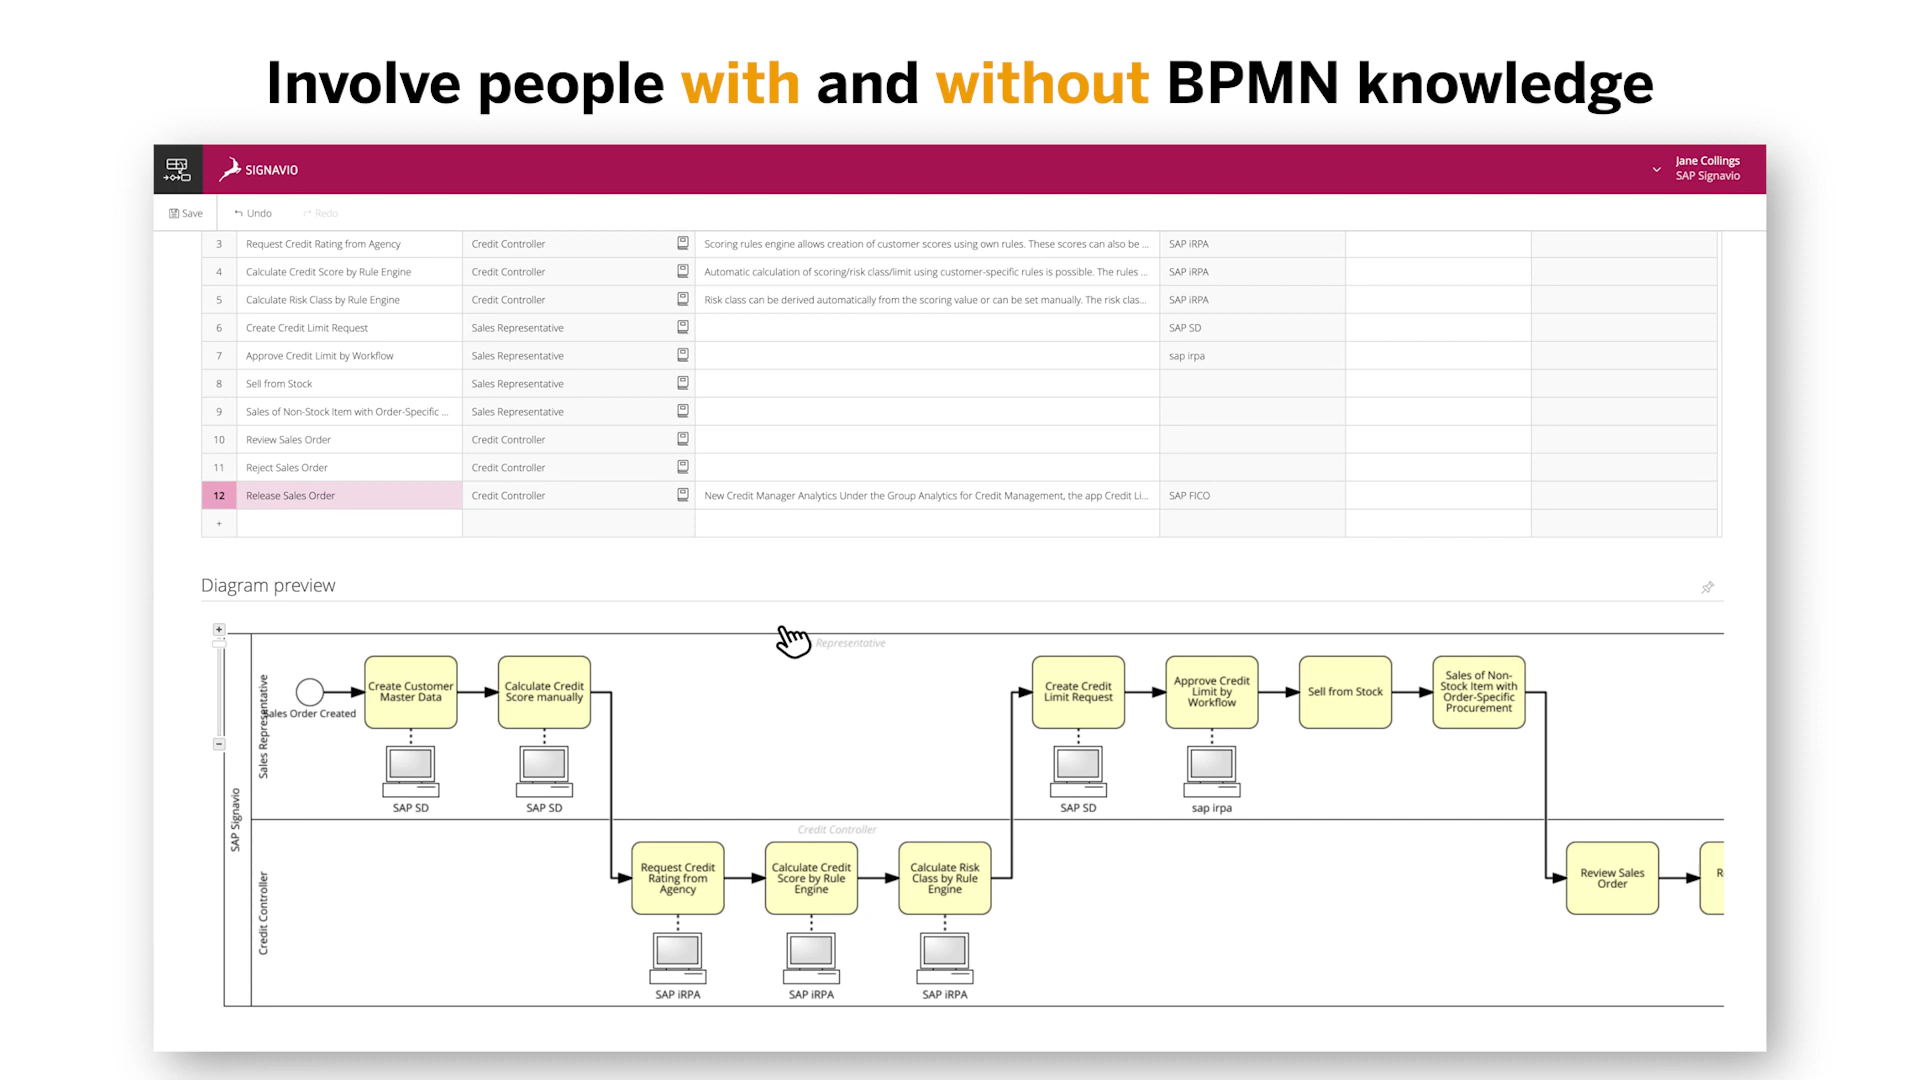 Involve people with and without BPMN knowledge
SIGNAVIO
Jane Collings
SAP Signavio
Save
Undo
Redo
3 Request Credit Rating from Agency Credit Controller Scoring rules engine allows creation of customer scores using own rules. These scores can also be ... SAP iRPA
4 Calculate Credit Score by Rule Engine Credit Controller Automatic calculation of scoring/risk class/limit using customer-specific rules is possible. The rules ... SAP iRPA
5 Calculate Risk Class by Rule Engine Credit Controller Risk class can be derived automatically from the scoring value or can be set manually. The risk clas... SAP iRPA
6 Create Credit Limit Request Sales Representative SAP SD
7 Approve Credit Limit by Workflow Sales Representative sap irpa
8 Sell from Stock Sales Representative
9 Sales of Non-Stock Item with Order-Specific ... Sales Representative
10 Review Sales Order Credit Controller
11 Reject Sales Order Credit Controller
12 Release Sales Order Credit Controller New Credit Manager Analytics Under the Group Analytics for Credit Management, the app Credit Li... SAP FICO
+
Diagram preview
+
−
SAP Signavio
Sales Representative
Representative
Sales Order Created
Create Customer
Master Data
SAP SD
Calculate Credit
Score manually
SAP SD
Create Credit
Limit Request
SAP SD
Approve Credit
Limit by
Workflow
sap irpa
Sell from Stock
Sales of Non-
Stock Item with
Order-Specific
Procurement
Credit Controller
Credit Controller
Request Credit
Rating from
Agency
SAP iRPA
Calculate Credit
Score by Rule
Engine
SAP iRPA
Calculate Risk
Class by Rule
Engine
SAP iRPA
Review Sales
Order